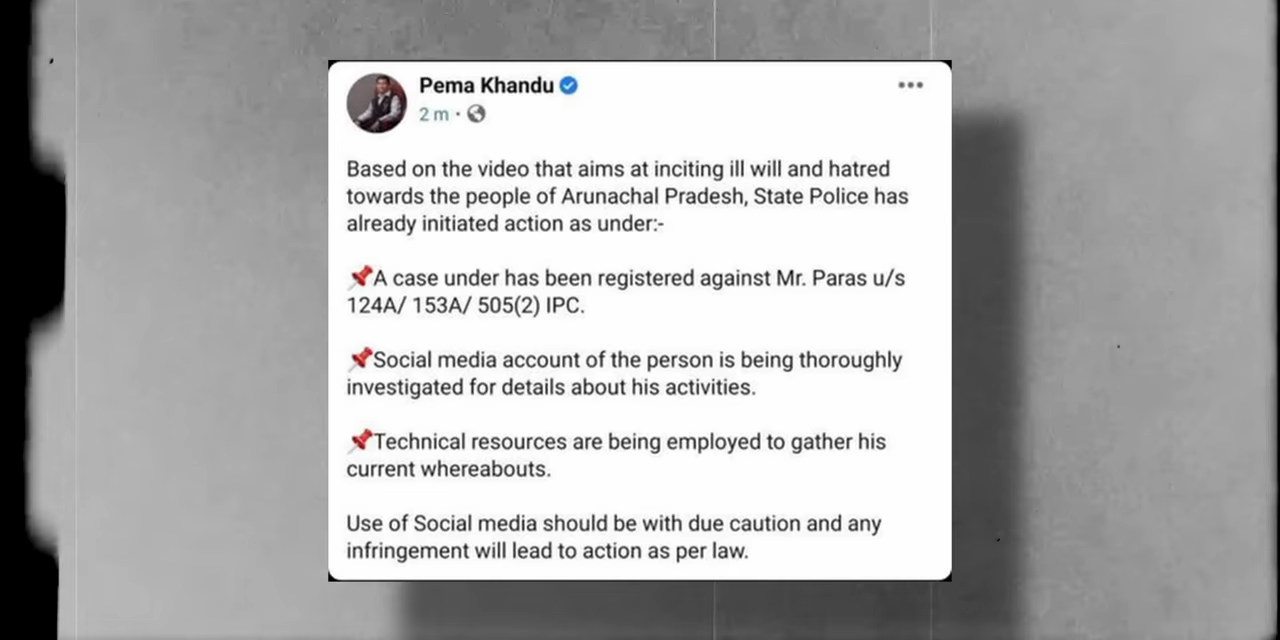 Pema Khandu
2 m ·
Based on the video that aims at inciting ill will and hatred
towards the people of Arunachal Pradesh, State Police has
already initiated action as under:-
📌A case under has been registered against Mr. Paras u/s
124A/ 153A/ 505(2) IPC.
📌Social media account of the person is being thoroughly
investigated for details about his activities.
📌Technical resources are being employed to gather his
current whereabouts.
Use of Social media should be with due caution and any
infringement will lead to action as per law.